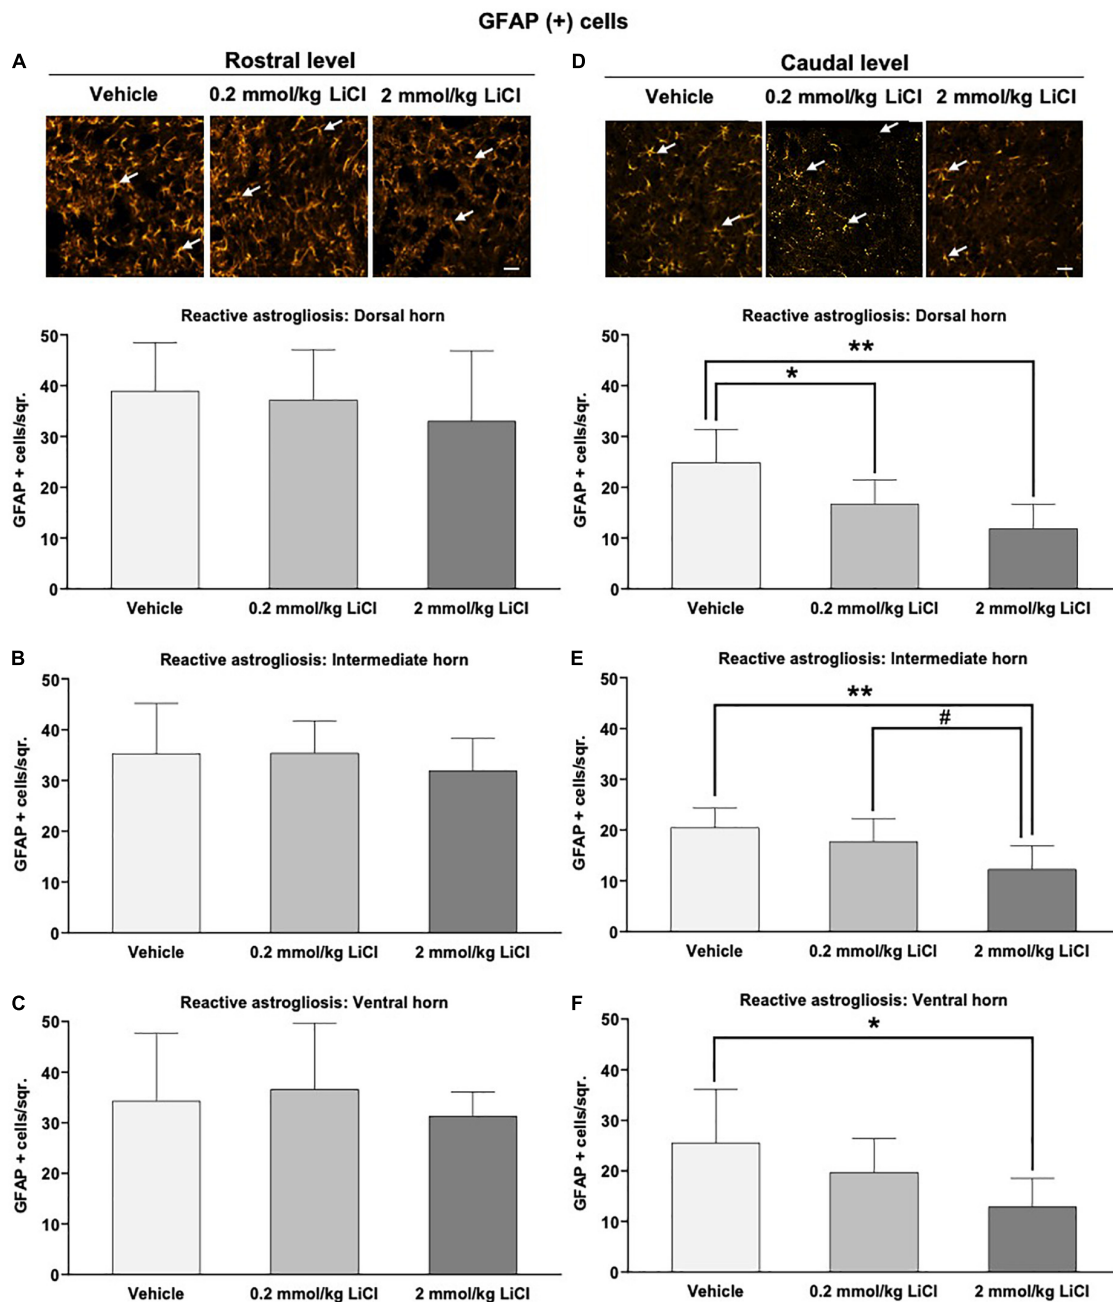 GFAP (+) cells
A
Rostral level
Vehicle 0.2 mmol/kg LiCl 2 mmol/kg LiCl
Reactive astrogliosis: Dorsal horn
GFAP + cells/sqr.
50
40
30
20
10
0
Vehicle 0.2 mmol/kg LiCl 2 mmol/kg LiCl
B
Reactive astrogliosis: Intermediate horn
GFAP + cells/sqr.
50
40
30
20
10
0
Vehicle 0.2 mmol/kg LiCl 2 mmol/kg LiCl
C
Reactive astrogliosis: Ventral horn
GFAP + cells/sqr.
50
40
30
20
10
0
Vehicle 0.2 mmol/kg LiCl 2 mmol/kg LiCl
D
Caudal level
Vehicle 0.2 mmol/kg LiCl 2 mmol/kg LiCl
Reactive astrogliosis: Dorsal horn
**
*
GFAP + cells/sqr.
50
40
30
20
10
0
Vehicle 0.2 mmol/kg LiCl 2 mmol/kg LiCl
E
Reactive astrogliosis: Intermediate horn
**
#
GFAP + cells/sqr.
50
40
30
20
10
0
Vehicle 0.2 mmol/kg LiCl 2 mmol/kg LiCl
F
Reactive astrogliosis: Ventral horn
*
GFAP + cells/sqr.
50
40
30
20
10
0
Vehicle 0.2 mmol/kg LiCl 2 mmol/kg LiCl